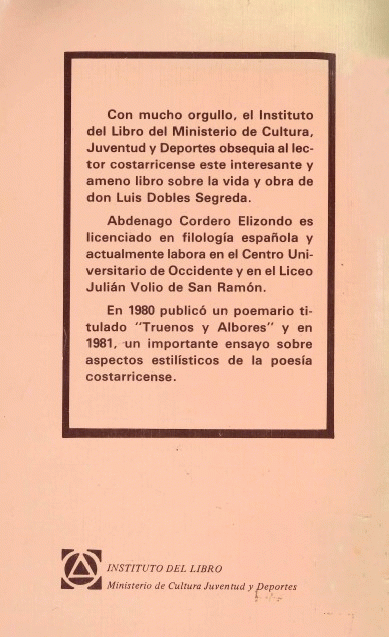 Con mucho orgullo, el Instituto
del Libro del Ministerio de Cultura,
Juventud y Deportes obsequia al lec-
tor costarricense este interesante y
ameno libro sobre la vida y obra de
don Luis Dobles Segreda.
Abdenago Cordero Elizondo es
licenciado en filología española y
actualmente labora en el Centro Uni-
versitario de Occidente y en el Liceo
Julián Volio de San Ramón.
En 1980 publicó un poemario ti-
tulado "Truenos y Albores" y en
1981, un importante ensayo sobre
aspectos estilísticos de la poesía
costarricense.
INSTITUTO DEL LIBRO
Ministerio de Cultura Juventud y Deportes